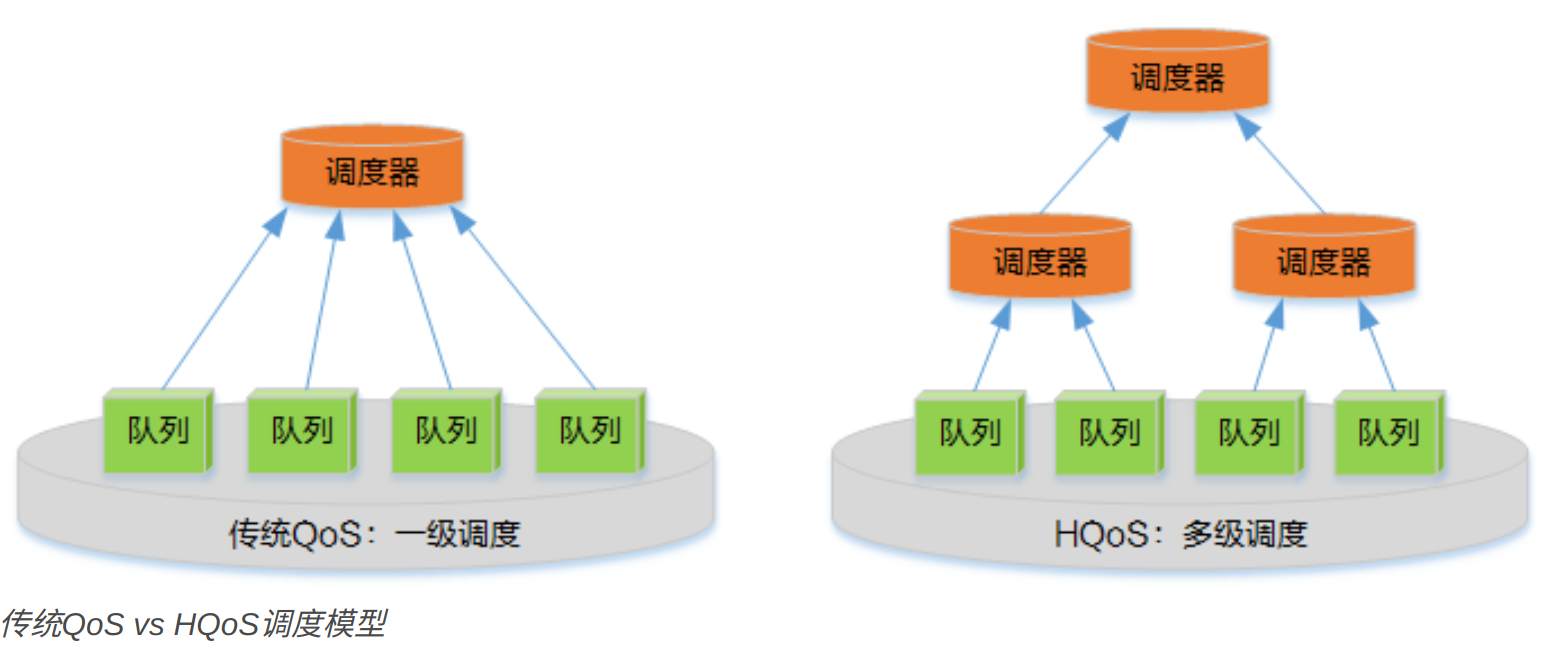 调度器
队列
队列
队列
队列
传统QoS：一级调度
调度器
调度器
调度器
队列
队列
队列
队列
HQoS：多级调度
传统QoS vs HQoS调度模型